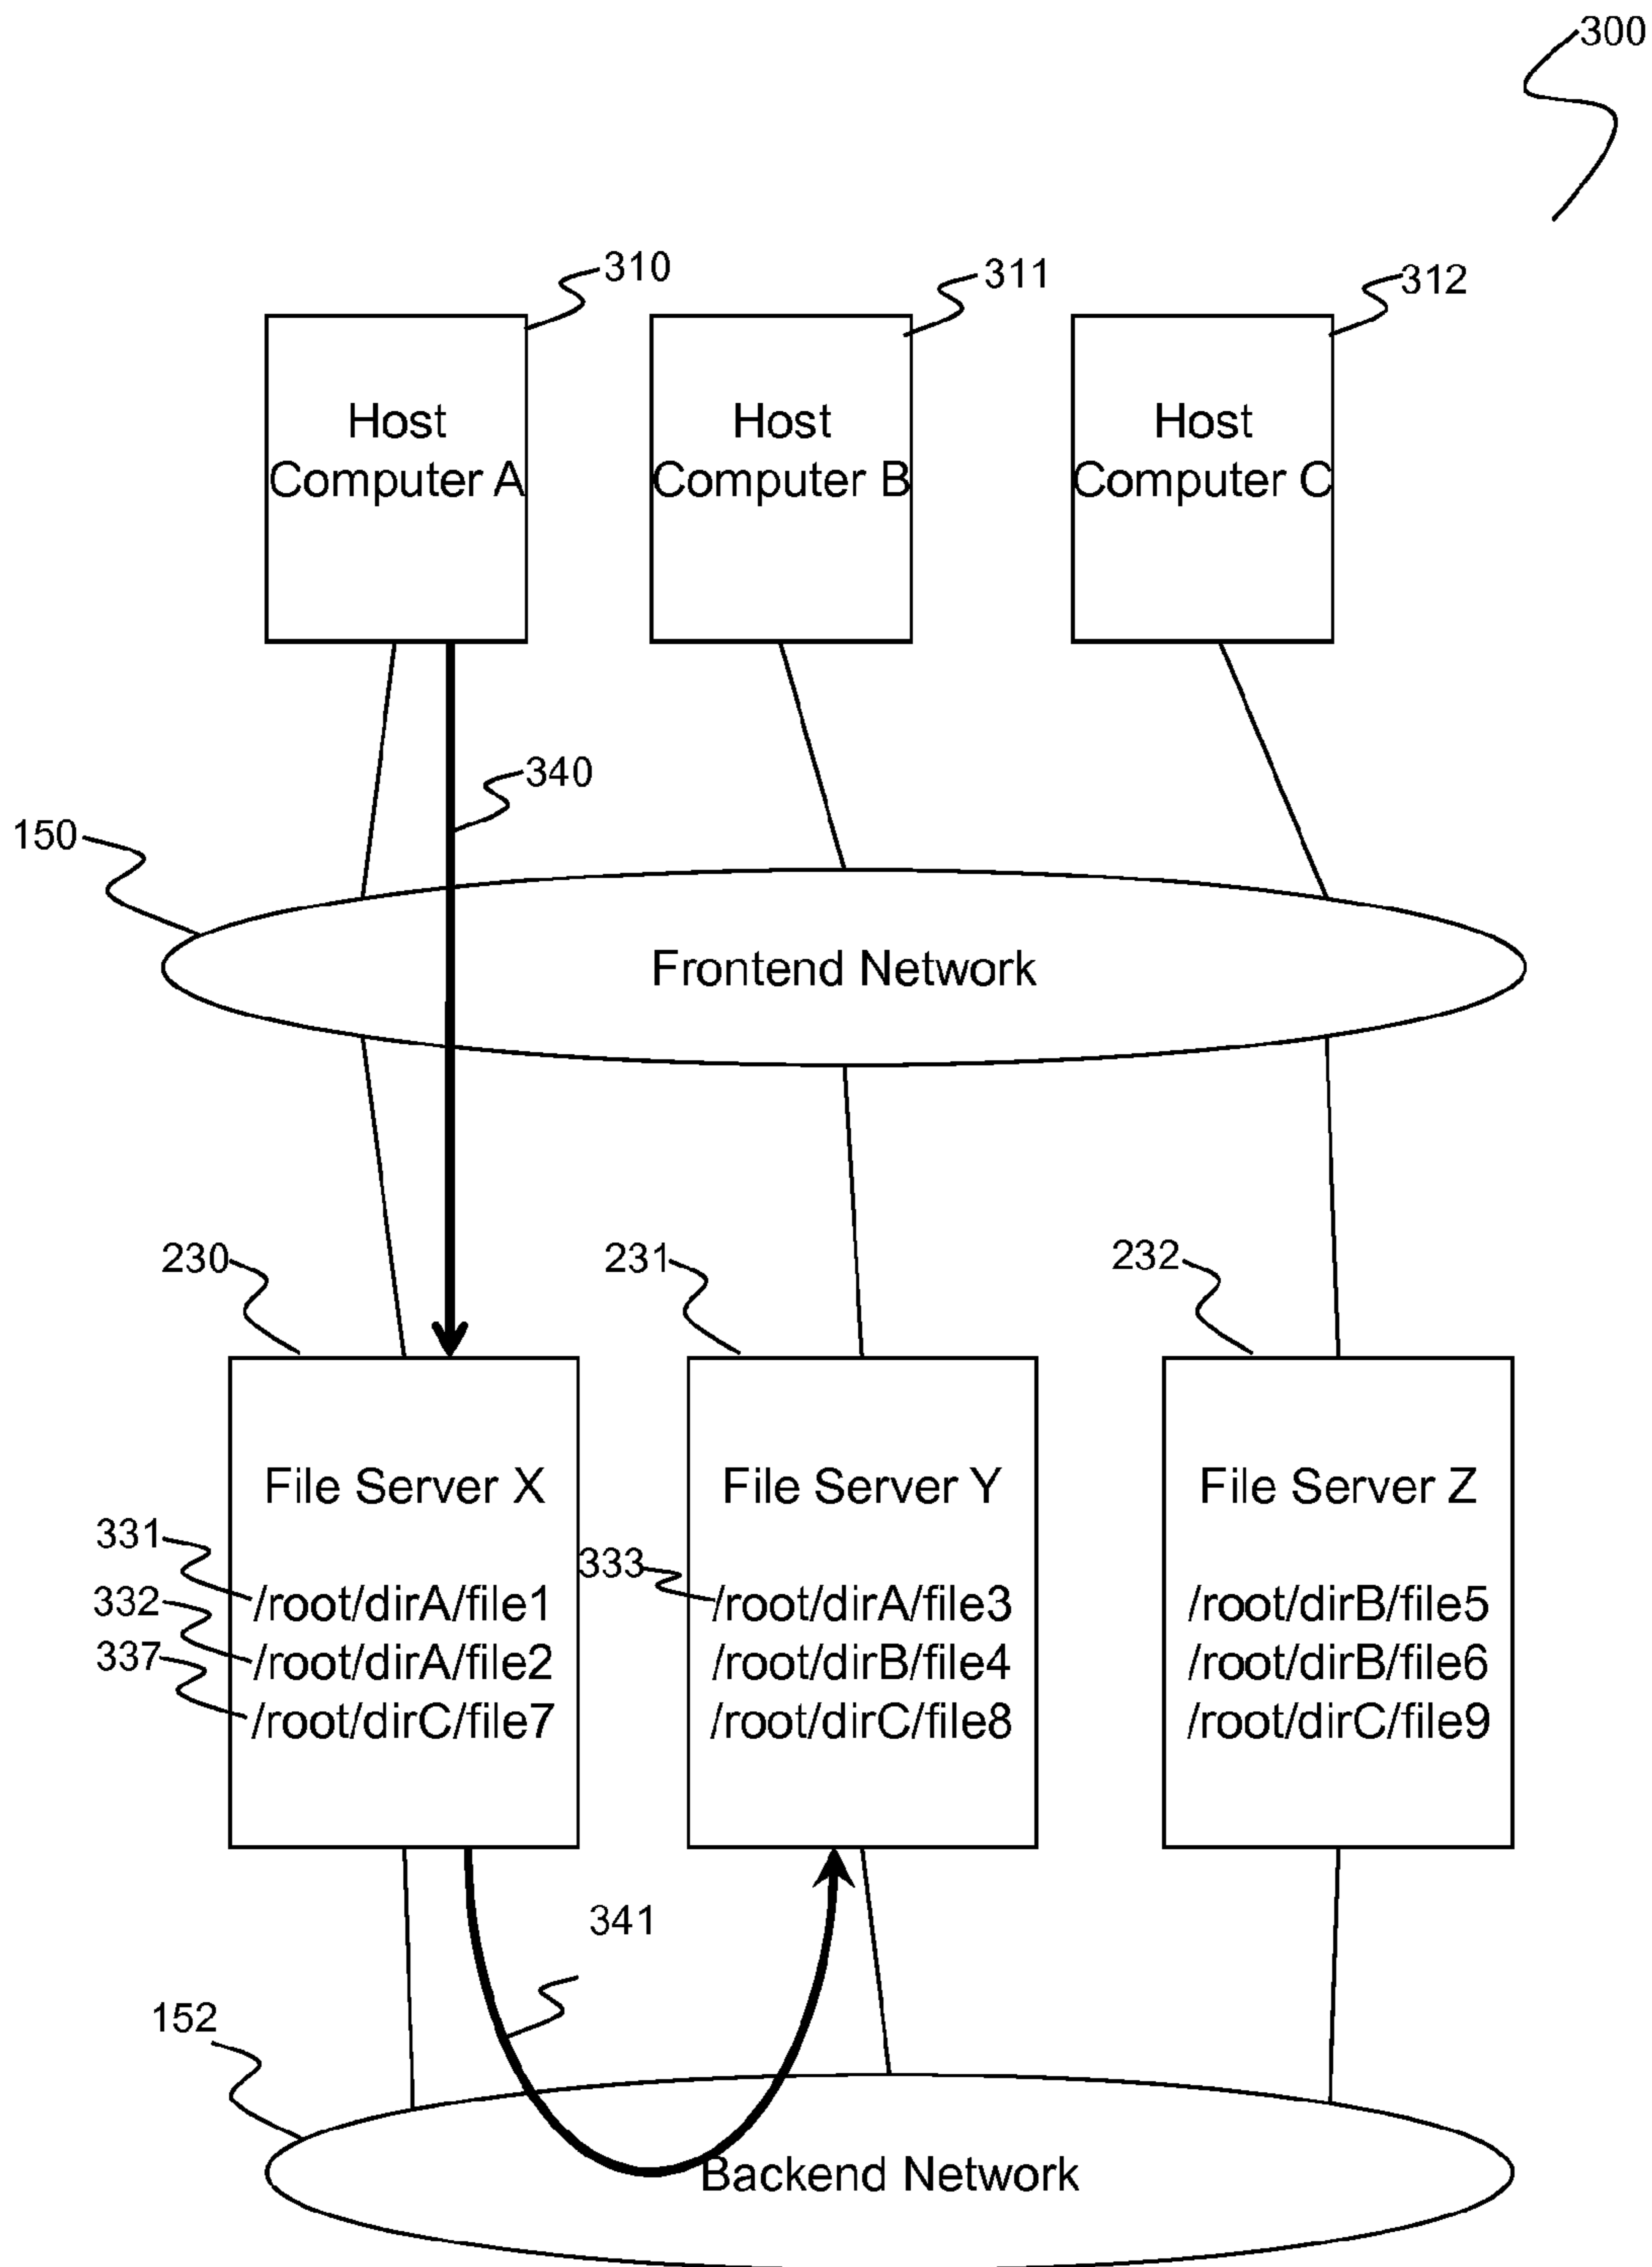 300
310
311
312
Host
Computer A
Host
Computer B
Host
Computer C
340
150
Frontend Network
230
231
232
File Server X
File Server Y
File Server Z
331
332
337
/root/dirA/file1
/root/dirA/file2
/root/dirC/file7
333
/root/dirA/file3
/root/dirB/file4
/root/dirC/file8
/root/dirB/file5
/root/dirB/file6
/root/dirC/file9
341
152
Backend Network